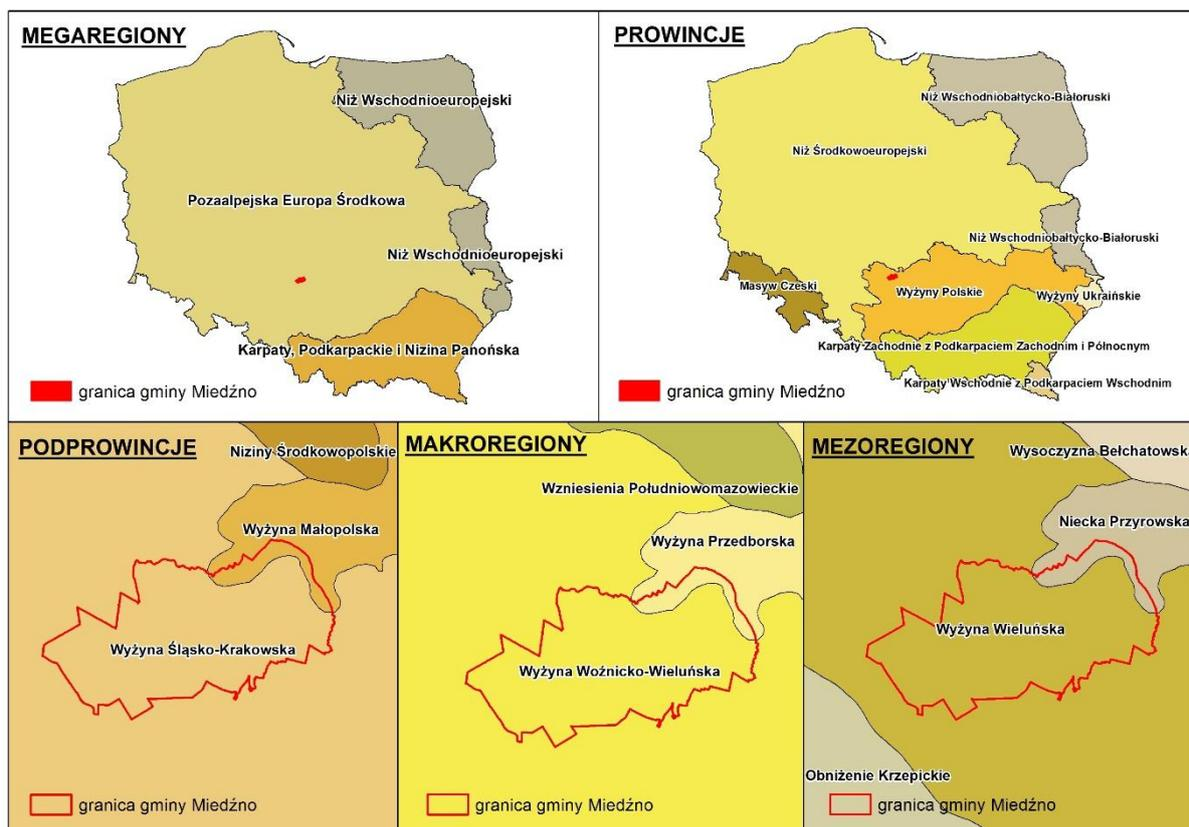 MEGAREGIONY
Niż Wschodnioeuropejski
Pozaalpejska Europa Środkowa
Niż Wschodnioeuropejski
Karpaty, Podkarpackie i Nizina Panońska
granica gminy Miedźno
PROWINCJE
Niż Wschodniobałtycko-Białoruski
Niż Środkowoeuropejski
Niż Wschodniobałtycko-Białoruski
Masyw Czeski
Wyżyny Polskie
Wyżyny Ukraińskie
Karpaty Zachodnie z Podkarpaciem Zachodnim i Północnym
Karpaty Wschodnie z Podkarpaciem Wschodnim
granica gminy Miedźno
PODPROWINCJE
Niziny Środkowopolskie
Wyżyna Małopolska
Wyżyna Śląsko-Krakowska
granica gminy Miedźno
MAKROREGIONY
Wzniesienia Południowomazowieckie
Wyżyna Przedborska
Wyżyna Woźnicko-Wieluńska
granica gminy Miedźno
MEZOREGIONY
Wysoczyzna Bełchatowska
Niecka Przyrowska
Wyżyna Wieluńska
Obniżenie Krzepickie
granica gminy Miedźno